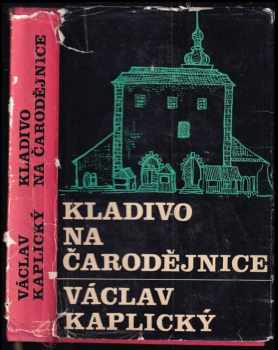 VÁCLAV
KAPLICKÝ
KLADIVO
NA ČARODĚJNICE
KLADIVO
NA
ČARODĚJNICE
VÁCLAV
KAPLICKÝ